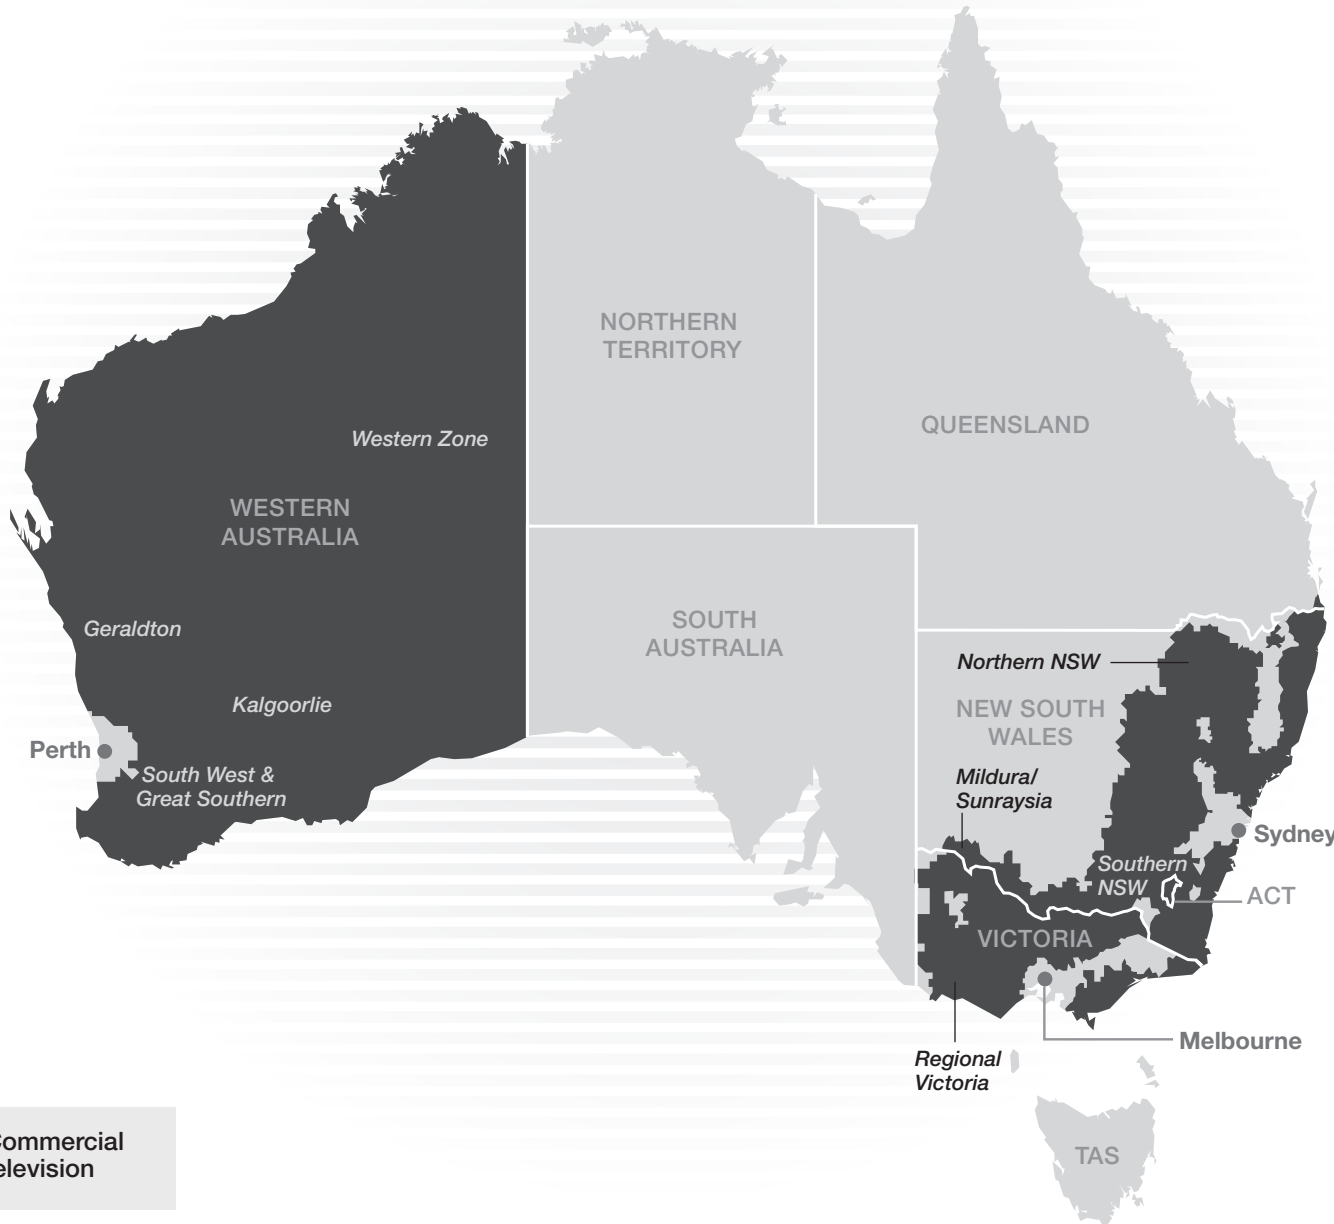 NORTHERN
TERRITORY
QUEENSLAND
Western Zone
WESTERN
AUSTRALIA
SOUTH
AUSTRALIA
Geraldton
Kalgoorlie
Perth
South West &
Great Southern
Northern NSW
NEW SOUTH
WALES
Mildura/
Sunraysia
Sydney
Southern
NSW
ACT
VICTORIA
Melbourne
Regional
Victoria
TAS